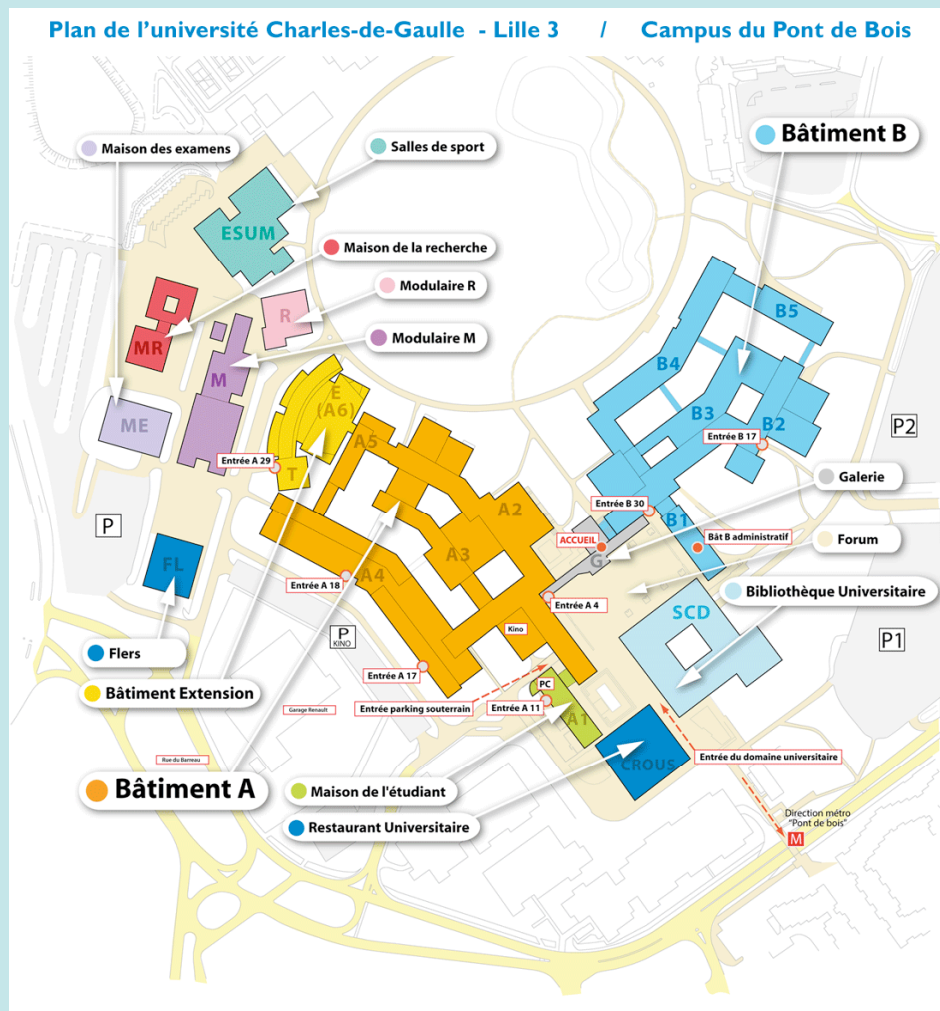 Plan de l’université Charles-de-Gaulle - Lille 3 / Campus du Pont de Bois
Bâtiment B
Maison des examens
Salles de sport
ESUM
Maison de la recherche
Modulaire R
R
Modulaire M
MR
M
ME
B5
B4
B3
B2
Entrée B 17
P2
E
(A6)
A5
Entrée A 29
T
Galerie
A2
Entrée B 30
B1
P
ACCUEIL
Bât B administratif
Forum
G
A3
FL
A4
Entrée A 18
Bibliothèque Universitaire
Entrée A 4
SCD
Kino
P
KINO
P1
Flers
Entrée A 17
Bâtiment Extension
PC
Entrée parking souterrain
Entrée A 11
Garage Renault
A1
Rue du Barreau
Entrée du domaine universitaire
CROUS
Bâtiment A
Maison de l'étudiant
Restaurant Universitaire
Direction métro
"Pont de bois"
M